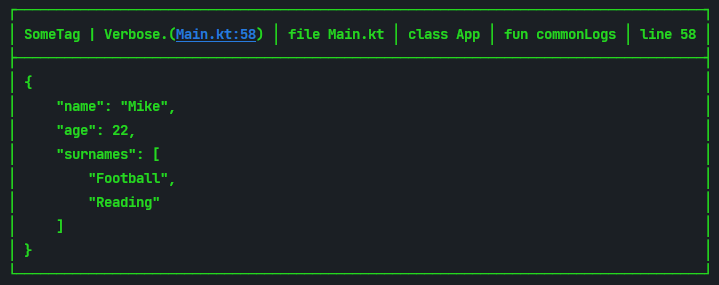 SomeTag | Verbose.(Main.kt:58) │ file Main.kt │ class App │ fun commonLogs │ line 58
{
    "name": "Mike",
    "age": 22,
    "surnames": [
        "Football",
        "Reading"
    ]
}